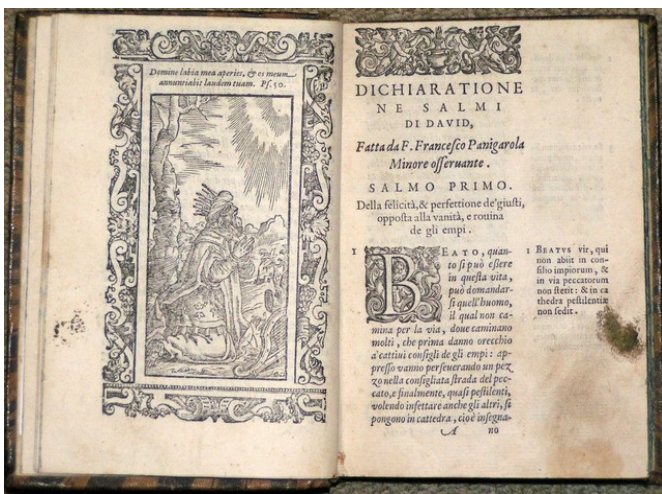 Domine labia mea aperies, & os meum
annuntiabit laudem tuam. Ps. 50.
DICHIARATIONE
NE SALMI
DI DAVID,
Fatta da F. Francesco Panigarola
Minore osseruante.
SALMO PRIMO.
Della felicità, & perfettione de'giusti,
opposta alla vanità, e rouina
de gli empi.
1 BEATO, quan-
to si può essere
in questa vita,
può domandar-
si quell'huomo,
il qual non ca-
mina per la via, doue caminano
molti, che prima danno orecchio
a'cattiui consigli de gli empi: ap-
presso vanno perseuerando un pez
zo nella consigliata strada del pec-
cato, e finalmente, quasi pestilenti,
volendo infettare anche gli altri, si
pongono in cattedra, cioè insegna-
A no
1 BEATVS vir, qui
non abiit in con-
silio impiorum, &
in via peccatorum
non stetit: & in ca
thedra pestilentiæ
non sedit.